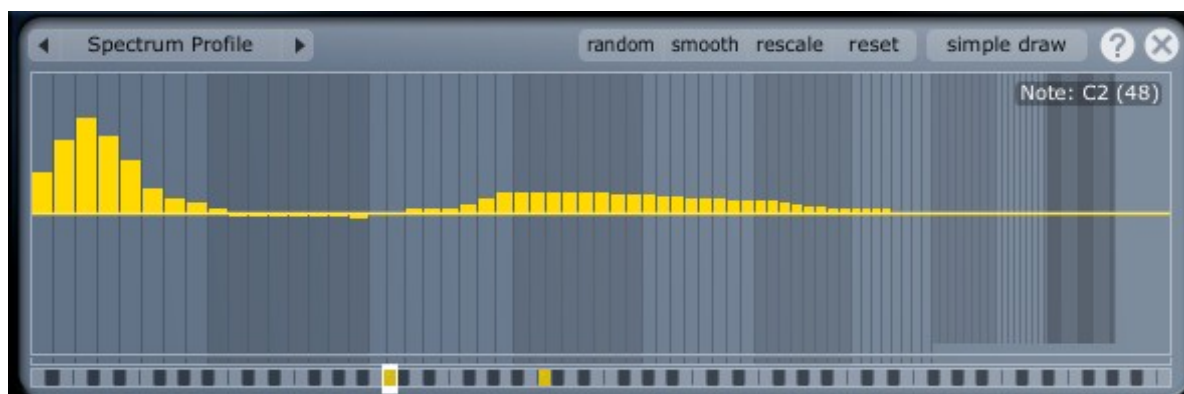 Spectrum Profile random smooth rescale reset simple draw ?
Note: C2 (48)